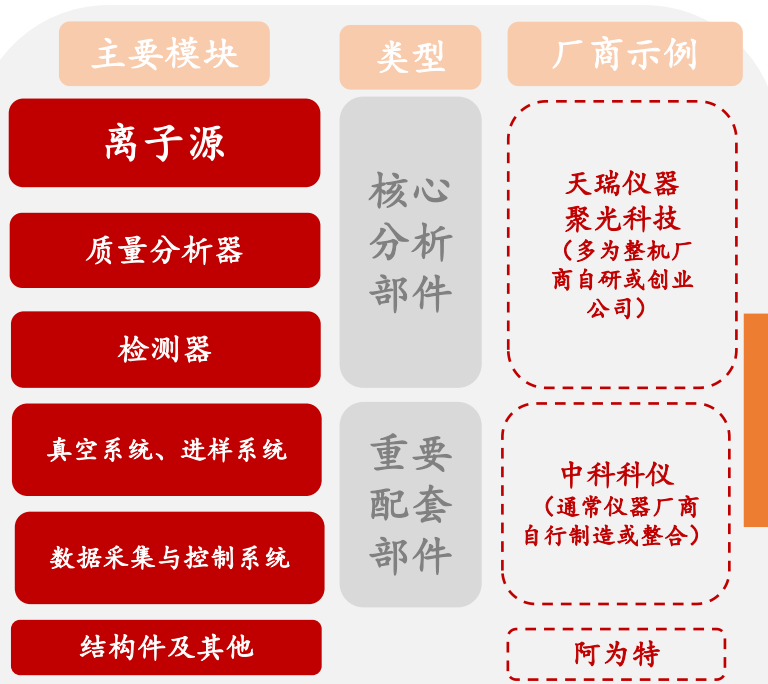 主要模块
类型
厂商示例
离子源
质量分析器
检测器
真空系统、进样系统
数据采集与控制系统
结构件及其他
核心
分析
部件
重要
配套
部件
天瑞仪器
聚光科技
（多为整机厂
商自研或创业
公司）
中科科仪
（通常仪器厂商
自行制造或整合）
阿为特